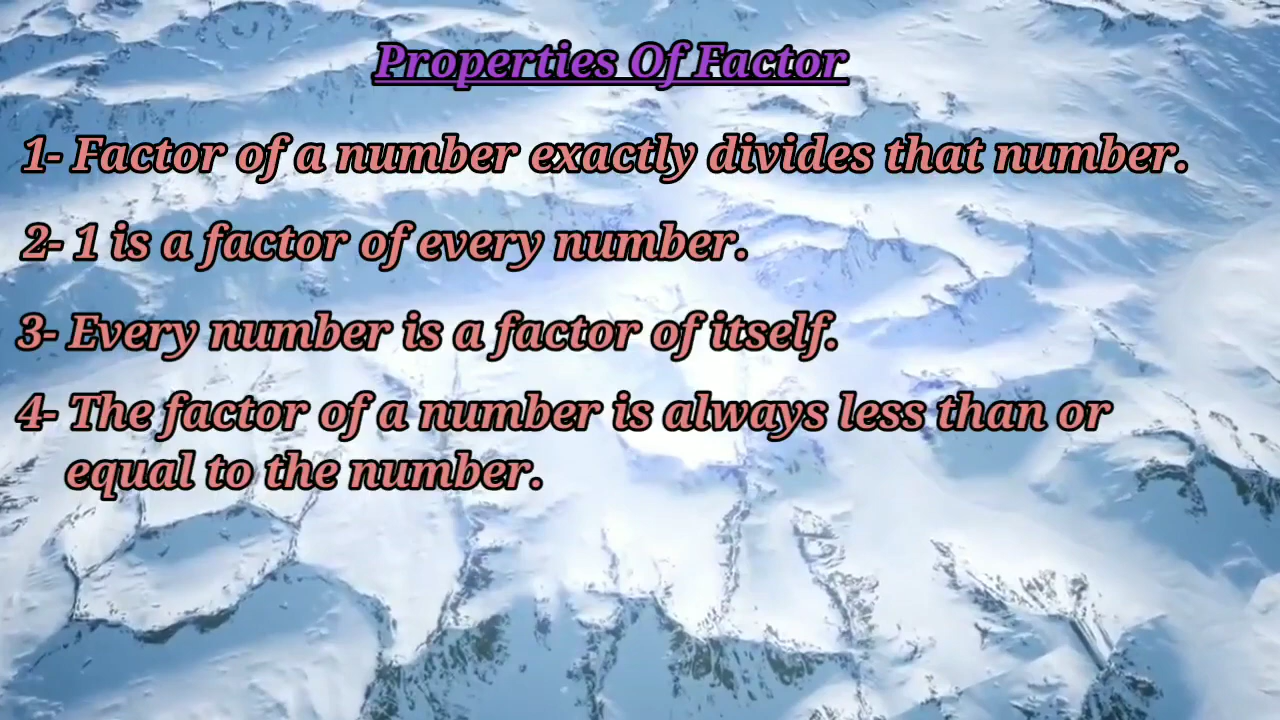 Properties Of Factor
1- Factor of a number exactly divides that number.
2- 1 is a factor of every number.
3- Every number is a factor of itself.
4- The factor of a number is always less than or
equal to the number.